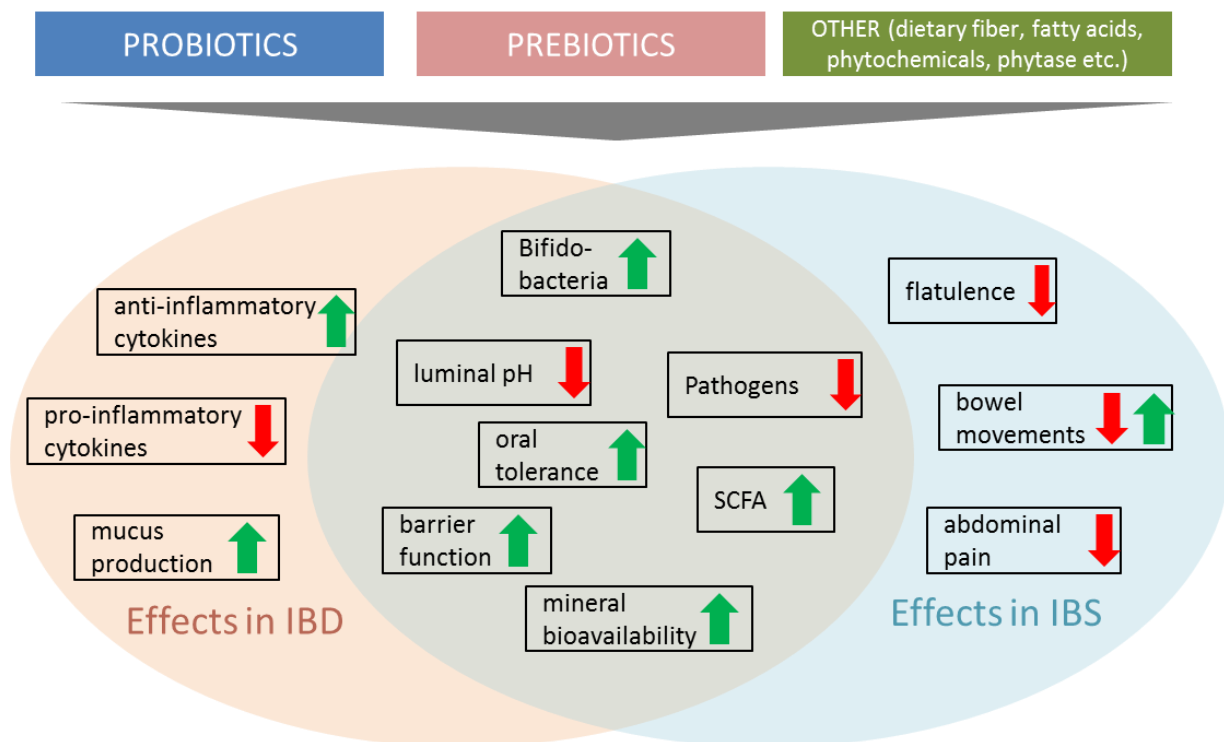 PROBIOTICS
PREBIOTICS
OTHER (dietary fiber, fatty acids,
phytochemicals, phytase etc.)
Bifido-
bacteria
anti-inflammatory
cytokines
flatulence
luminal pH
Pathogens
pro-inflammatory
cytokines
bowel
movements
oral
tolerance
SCFA
mucus
production
barrier
function
abdominal
pain
mineral
bioavailability
Effects in IBD
Effects in IBS